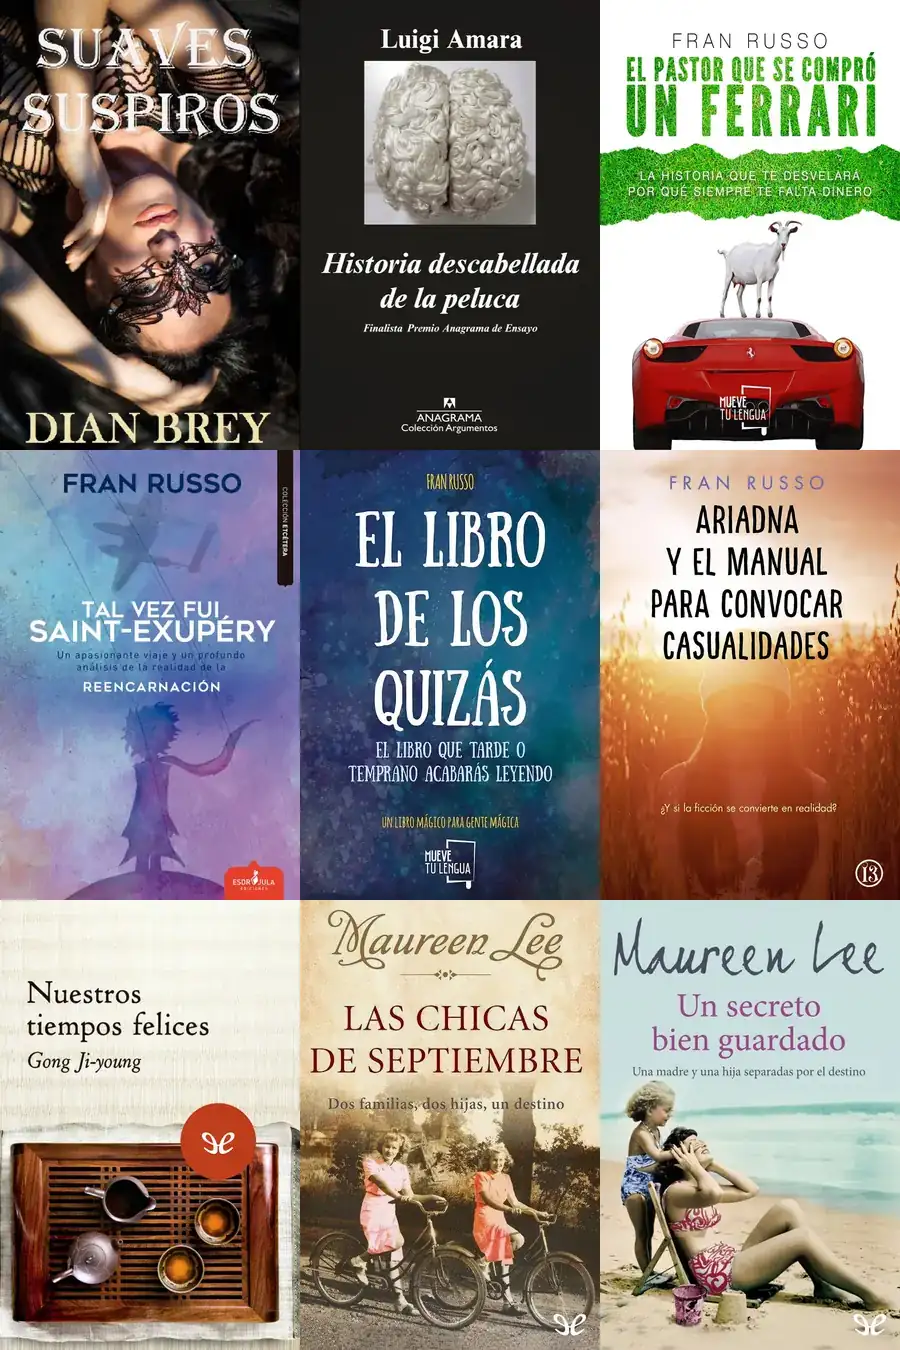 SUAVES
SUSPIROS
DIAN BREY
Luigi Amara
Historia descabellada
de la peluca
Finalista Premio Anagrama de Ensayo
ANAGRAMA
Colección Argumentos
FRAN RUSSO
EL PASTOR QUE SE COMPRÓ
UN FERRARI
LA HISTORIA QUE TE DESVELARÁ
POR QUÉ SIEMPRE TE FALTA DINERO
MUEVE
TU LENGUA
FRAN RUSSO
COLECCIÓN ETCÉTERA
TAL VEZ FUI
SAINT-EXUPÉRY
Un apasionante viaje y un profundo
análisis de la realidad de la
REENCARNACIÓN
ESDRÚJULA
EDICIONES
FRAN RUSSO
EL LIBRO
DE LOS
QUIZÁS
EL LIBRO QUE TARDE O
TEMPRANO ACABARÁS LEYENDO
UN LIBRO MÁGICO PARA GENTE MÁGICA
MUEVE
TU LENGUA
FRAN RUSSO
ARIADNA
Y EL MANUAL
PARA CONVOCAR
CASUALIDADES
¿Y si la ficción se convierte en realidad?
13
Nuestros
tiempos felices
Gong Ji-young
Maureen Lee
LAS CHICAS
DE SEPTIEMBRE
Dos familias, dos hijas, un destino
Maureen Lee
Un secreto
bien guardado
Una madre y una hija separadas por el destino